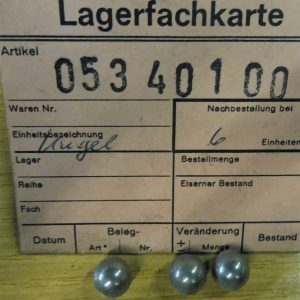 Lagerfachkarte
Artikel
053 401 00
Waren Nr.
Nachbestellung bei
Einheitsbezeichnung
Kugel
6 Einheiten
Lager
Bestellmenge
Reihe
Eiserner Bestand
Fach
Datum
Beleg-
Art* Nr.
Veränderung
+ Menge
Bestand